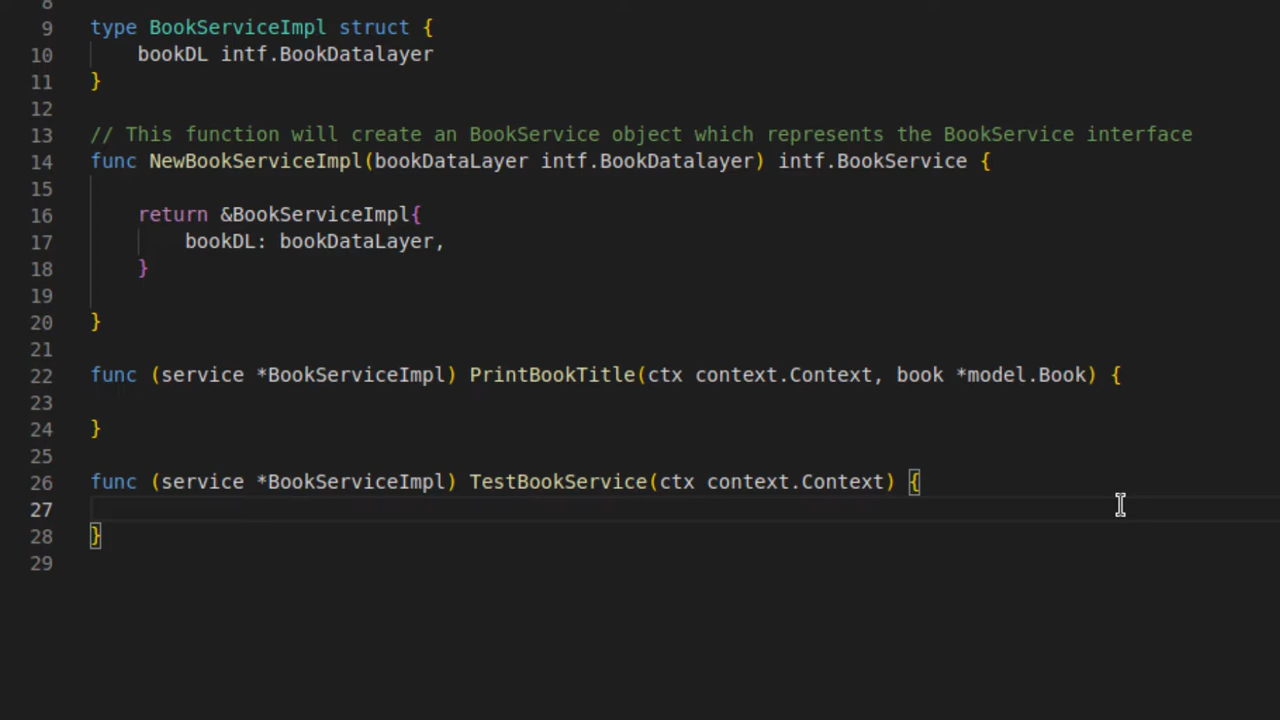 8
9 type BookServiceImpl struct {
10 bookDL intf.BookDatalayer
11 }
12
13 // This function will create an BookService object which represents the BookService interface
14 func NewBookServiceImpl(bookDataLayer intf.BookDatalayer) intf.BookService {
15
16 return &BookServiceImpl{
17 bookDL: bookDataLayer,
18 }
19
20 }
21
22 func (service *BookServiceImpl) PrintBookTitle(ctx context.Context, book *model.Book) {
23
24 }
25
26 func (service *BookServiceImpl) TestBookService(ctx context.Context) {
27
28 }
29